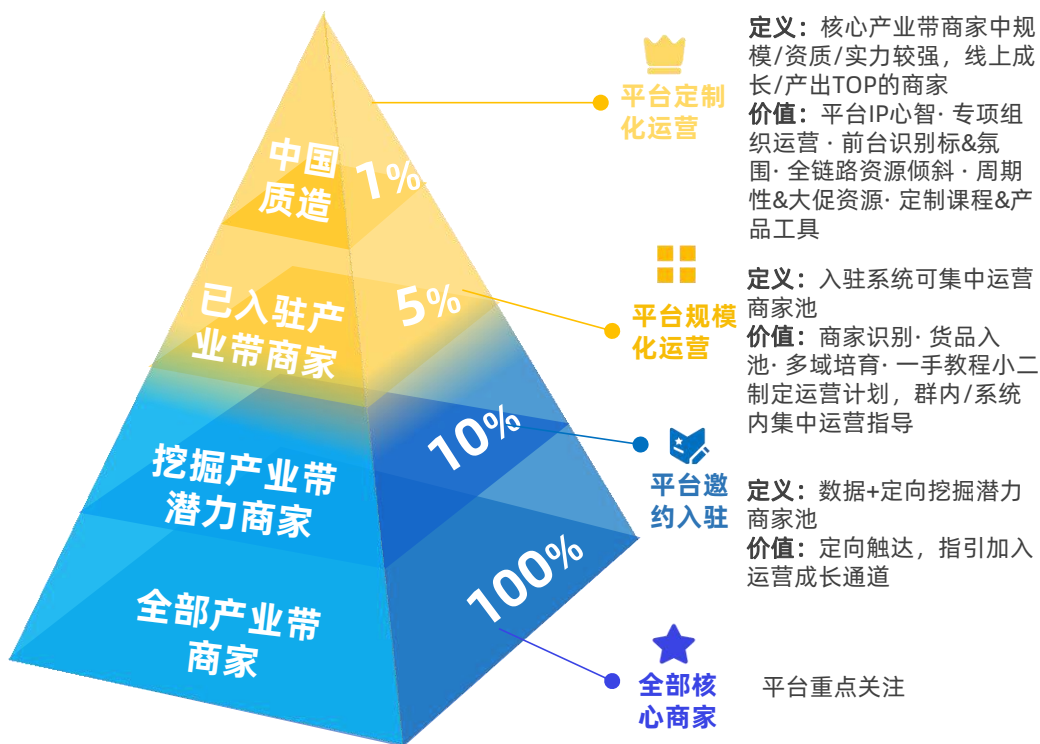 中国
质造
1%
平台定制
化运营
定义：核心产业带商家中规
模/资质/实力较强，线上成
长/产出TOP的商家
价值：平台IP心智· 专项组
织运营 · 前台识别标&氛
围· 全链路资源倾斜 · 周期
性&大促资源· 定制课程&产
品工具
已入驻产
业带商家
5%
平台规模
化运营
定义：入驻系统可集中运营
商家池
价值：商家识别· 货品入
池· 多域培育· 一手教程小二
制定运营计划，群内/系统
内集中运营指导
挖掘产业带
潜力商家
10%
平台邀
约入驻
定义：数据+定向挖掘潜力
商家池
价值：定向触达，指引加入
运营成长通道
全部产业带
商家
100%
全部核
心商家
平台重点关注